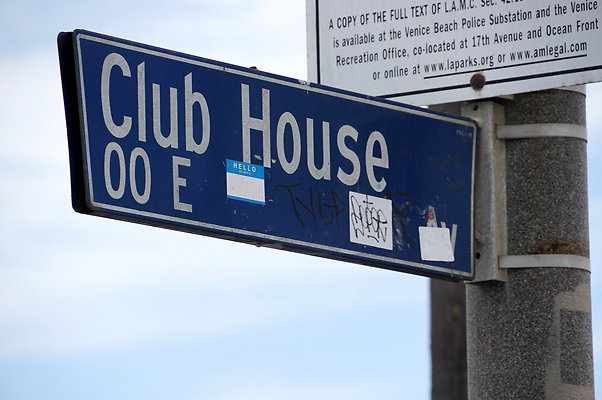 A COPY OF THE FULL TEXT OF L.A.M.C. Sec. 42.
is available at the Venice Beach Police Substation and the Venice
Recreation Office, co-located at 17th Avenue and Ocean Front
or online at www.laparks.org or www.amlegal.com
Club House
00 E
HELLO